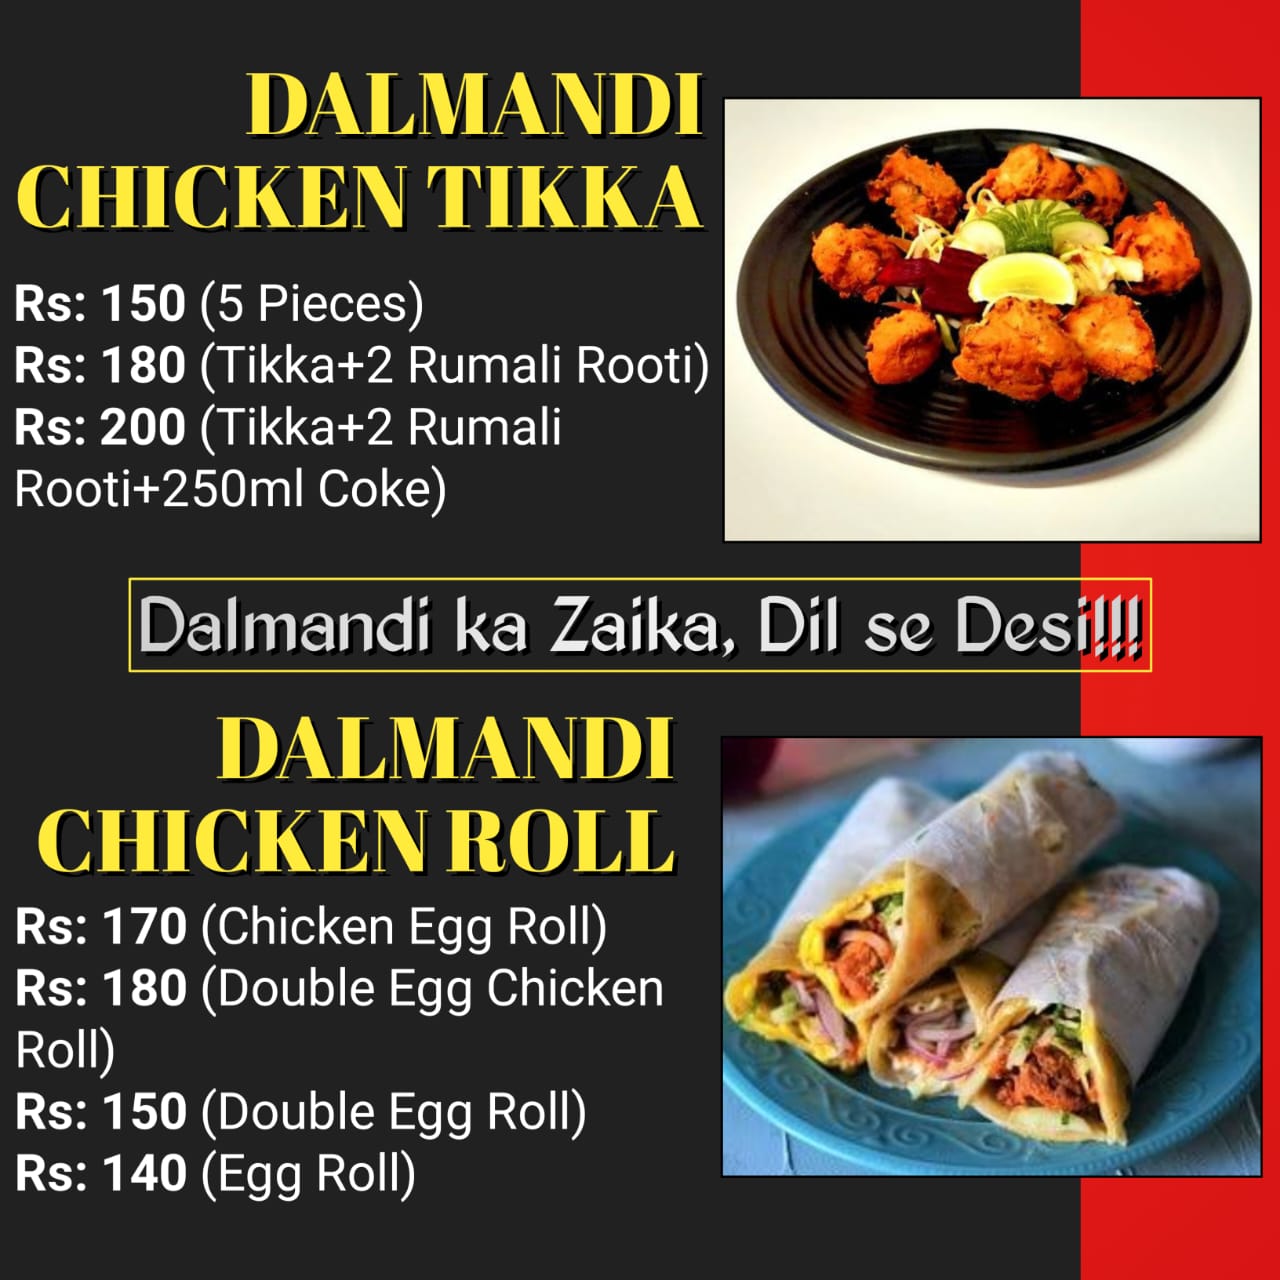 DALMANDI
CHICKEN TIKKA
Rs: 150 (5 Pieces)
Rs: 180 (Tikka+2 Rumali Rooti)
Rs: 200 (Tikka+2 Rumali
Rooti+250ml Coke)
Dalmandi ka Zaika, Dil se Desi!!!
DALMANDI
CHICKEN ROLL
Rs: 170 (Chicken Egg Roll)
Rs: 180 (Double Egg Chicken
Roll)
Rs: 150 (Double Egg Roll)
Rs: 140 (Egg Roll)